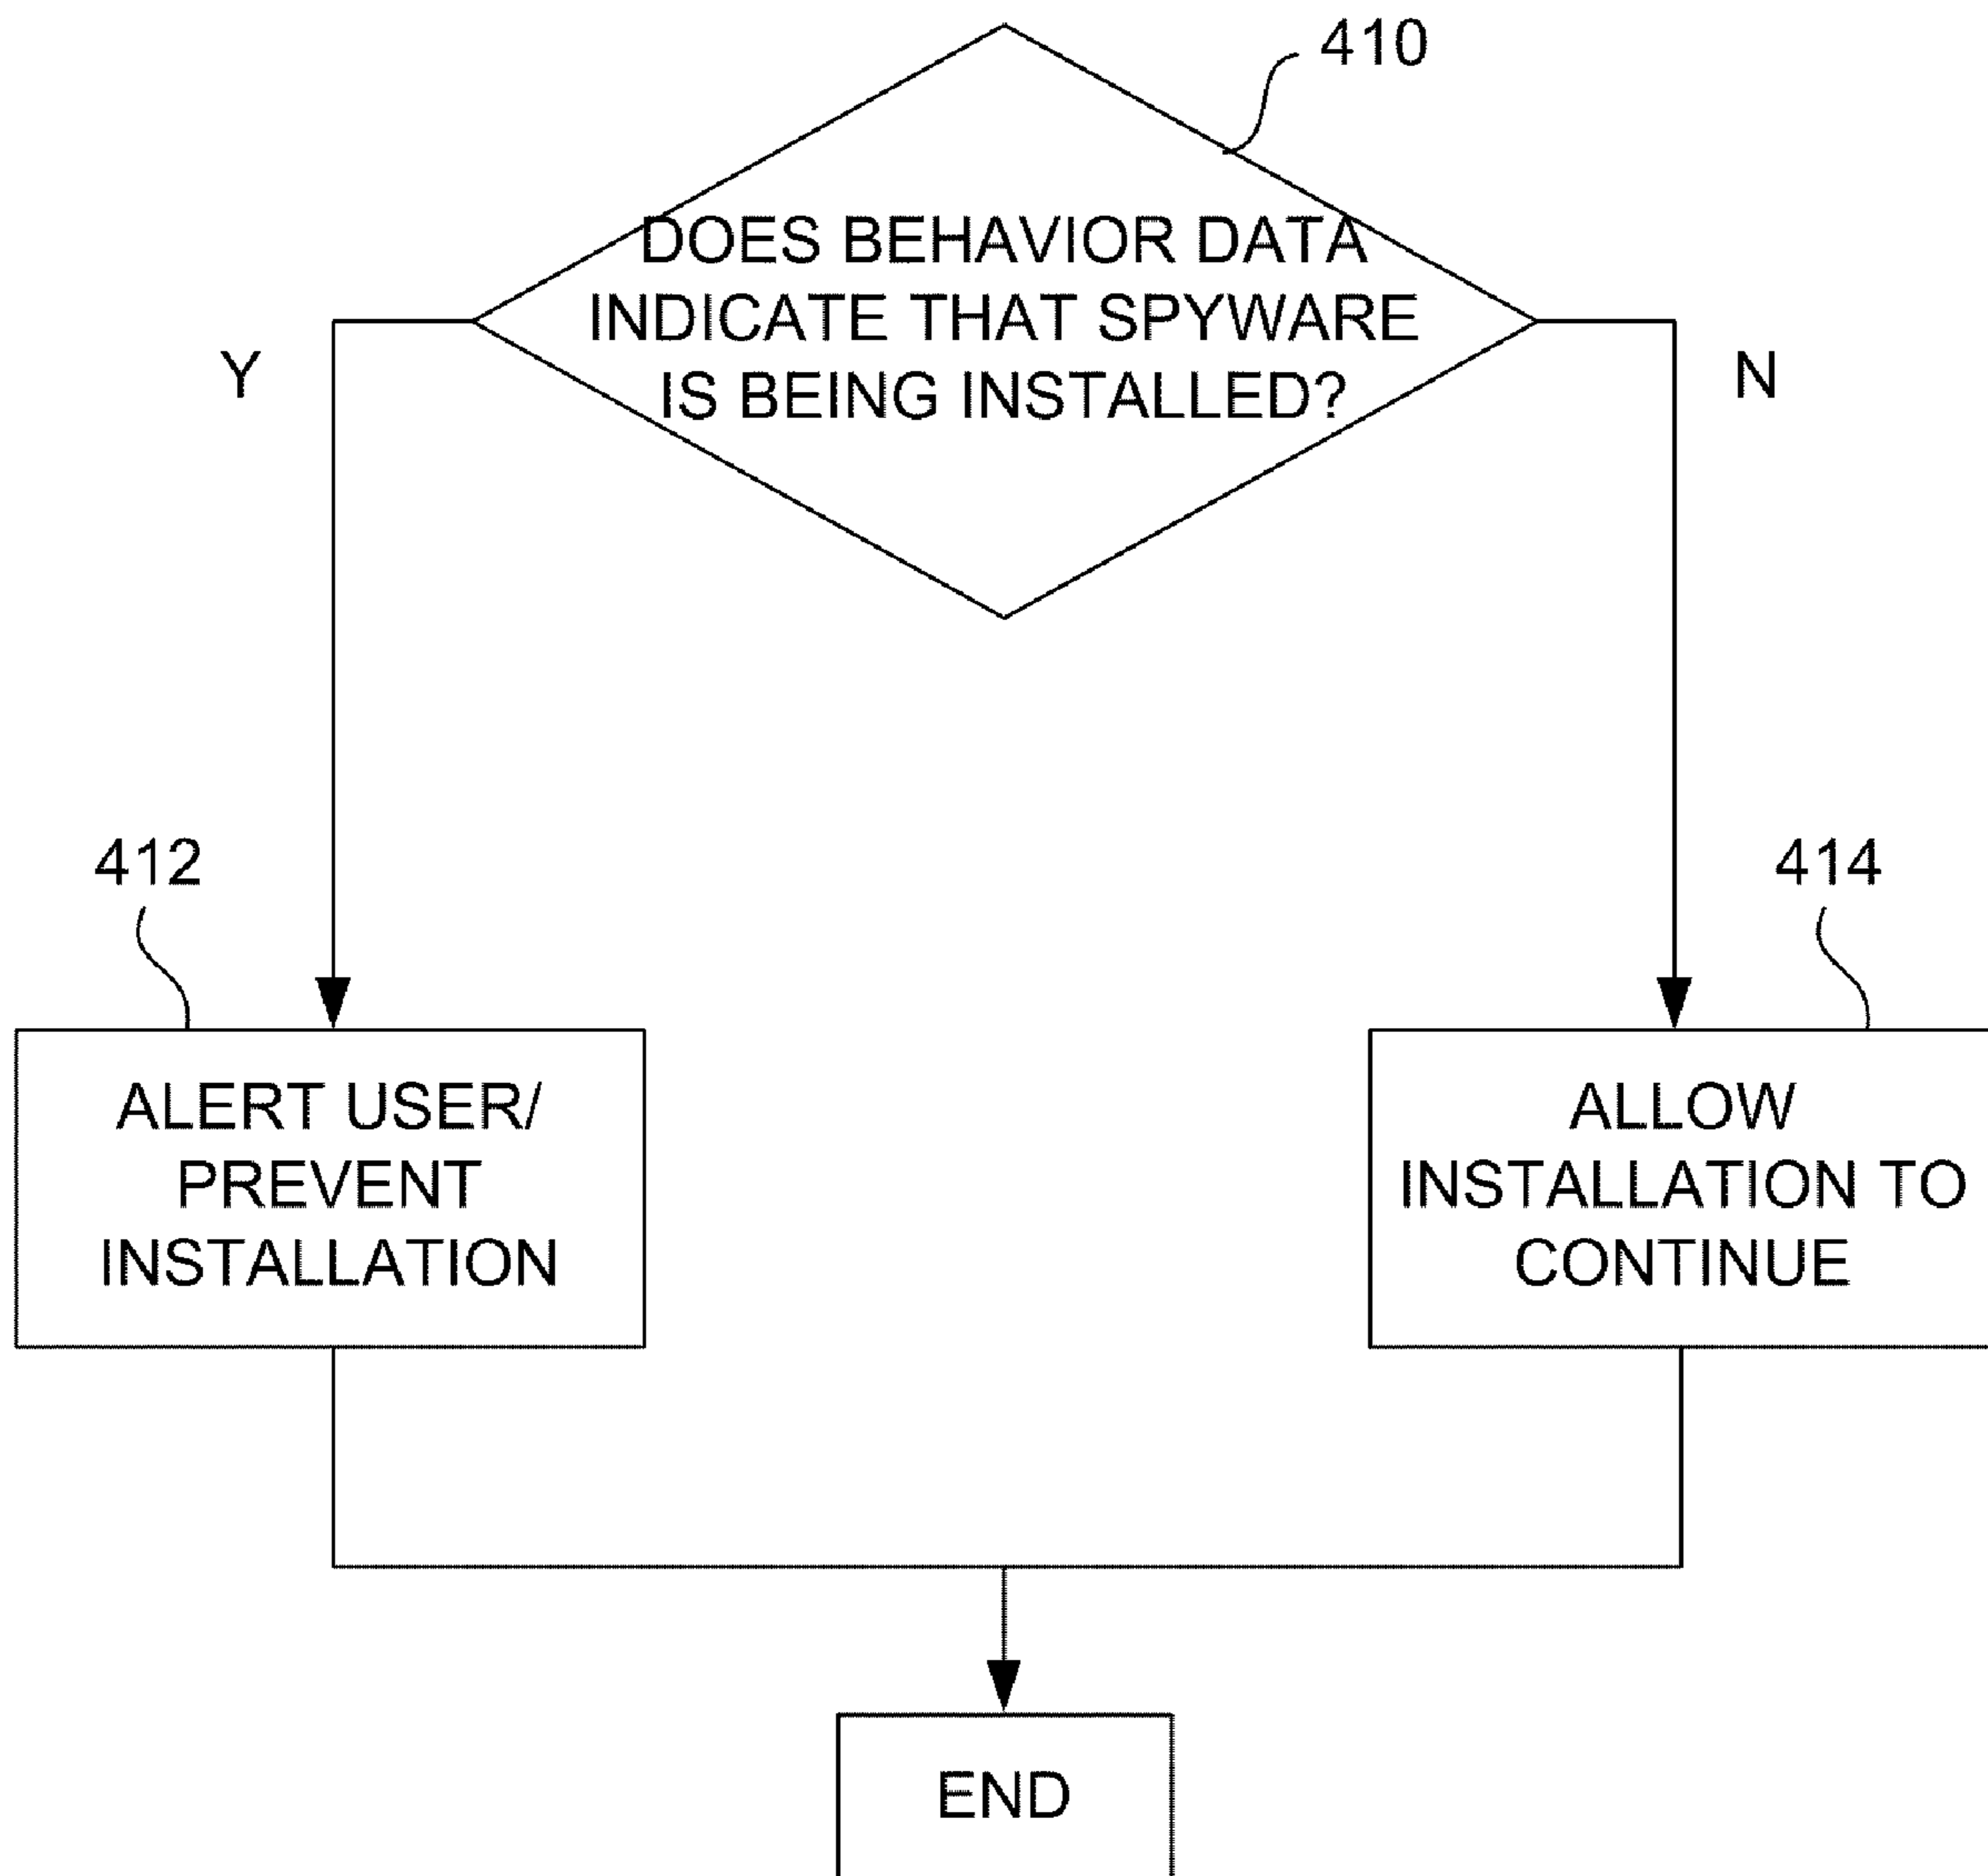 410
DOES BEHAVIOR DATA
INDICATE THAT SPYWARE
IS BEING INSTALLED?
Y
N
412
414
ALERT USER/
PREVENT
INSTALLATION
ALLOW
INSTALLATION TO
CONTINUE
END